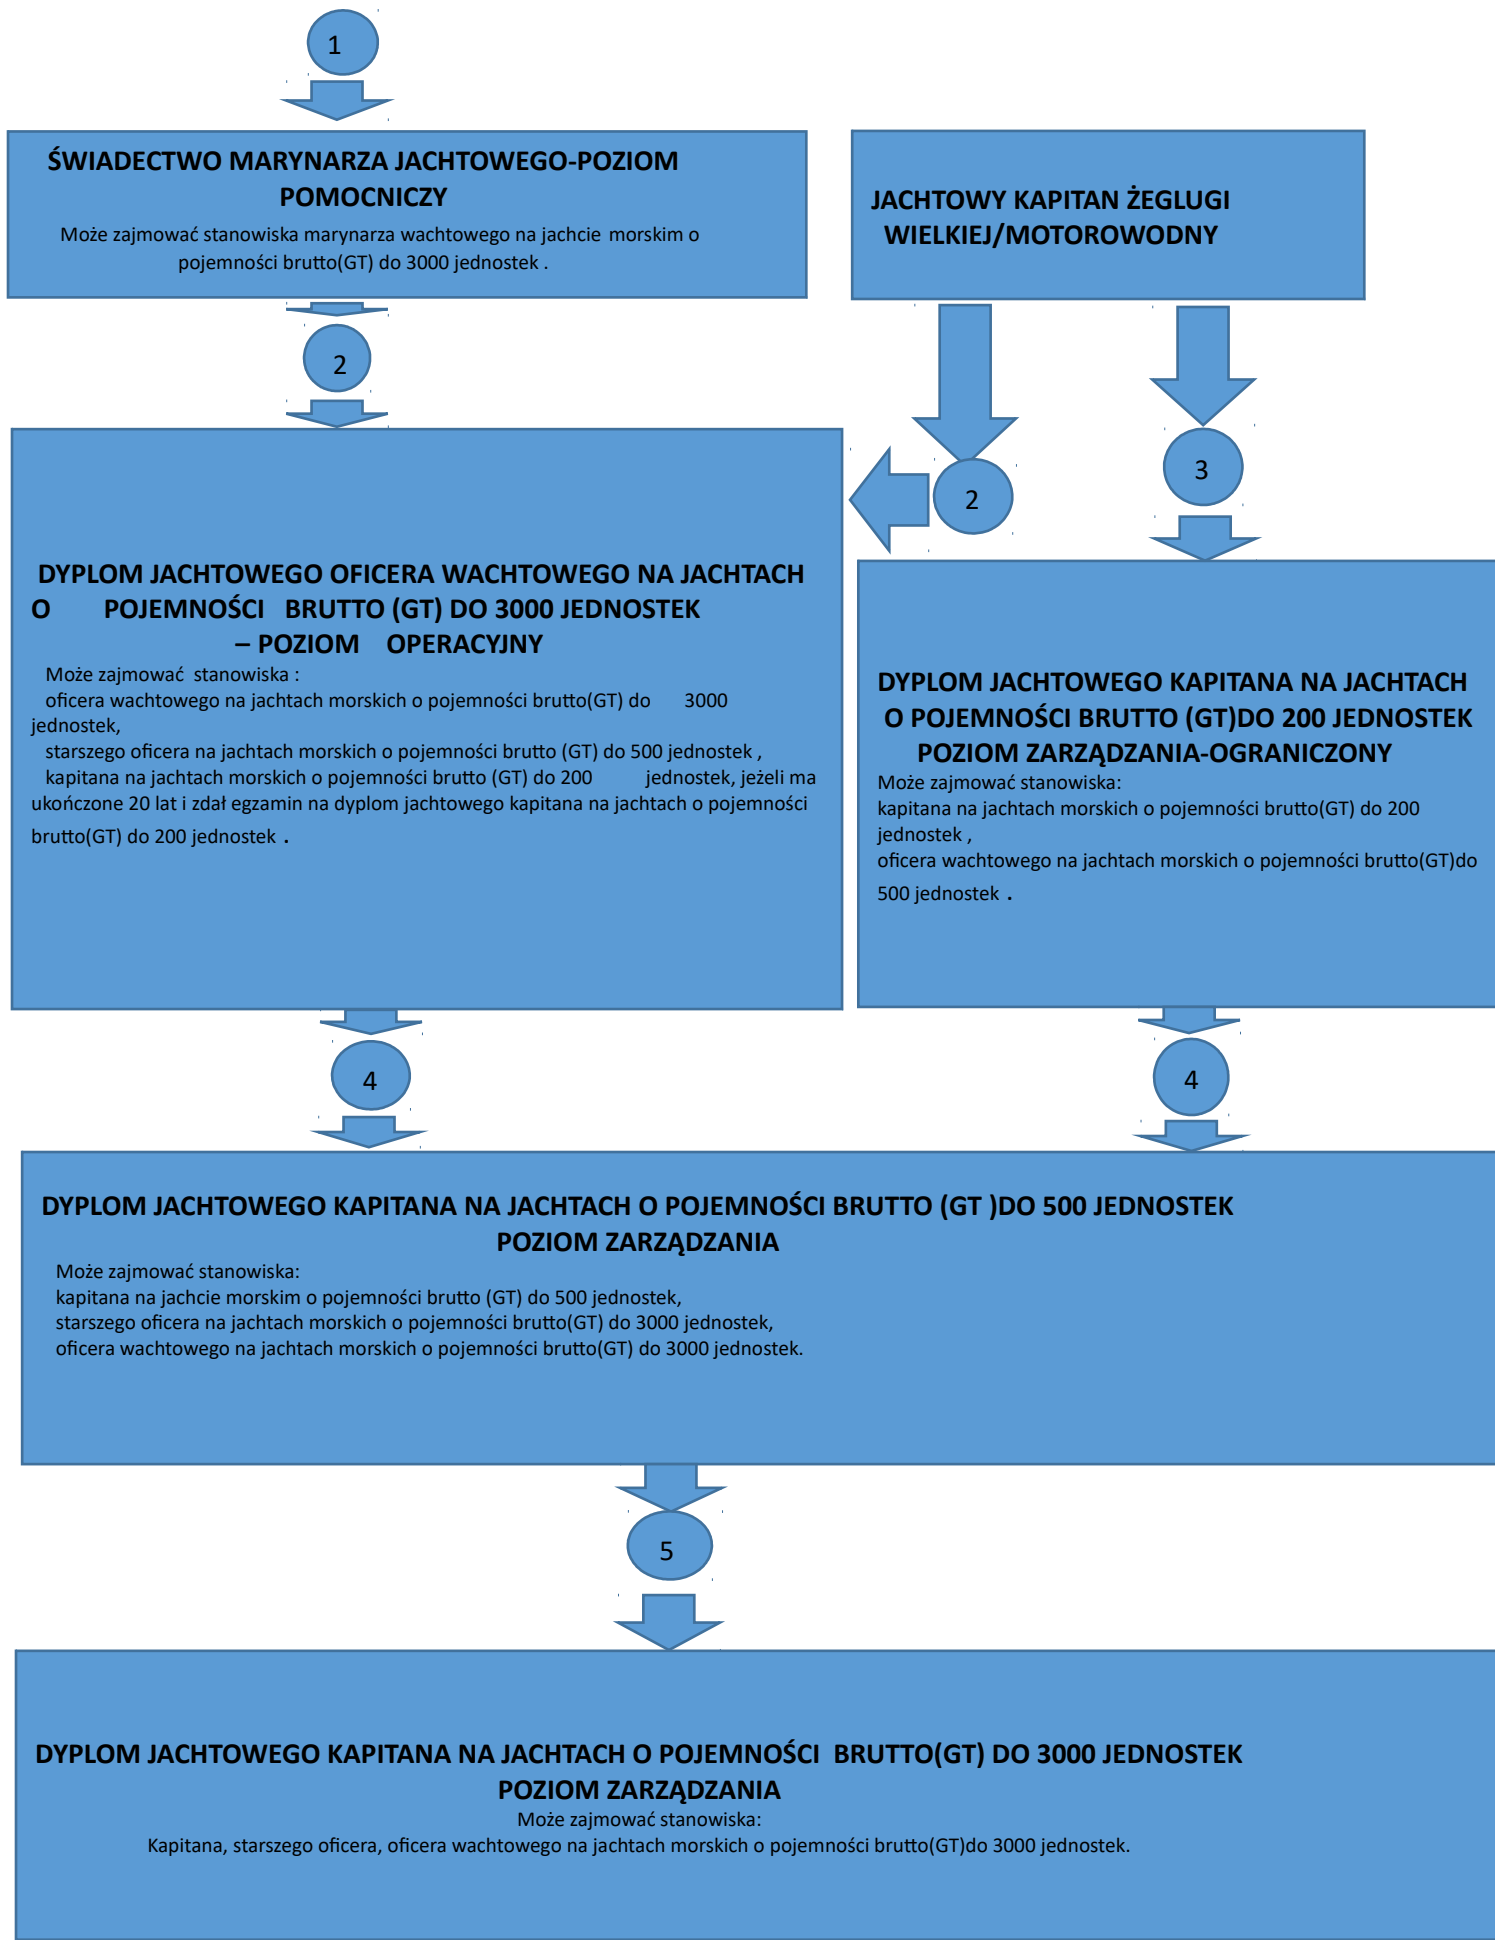 1
ŚWIADECTWO MARYNARZA JACHTOWEGO-POZIOM
POMOCNICZY
Może zajmować stanowiska marynarza wachtowego na jachcie morskim o
pojemności brutto(GT) do 3000 jednostek .
JACHTOWY KAPITAN ŻEGLUGI
WIELKIEJ/MOTOROWODNY
2
2
3
DYPLOM JACHTOWEGO OFICERA WACHTOWEGO NA JACHTACH
O POJEMNOŚCI BRUTTO (GT) DO 3000 JEDNOSTEK
– POZIOM OPERACYJNY
Może zajmować stanowiska :
oficera wachtowego na jachtach morskich o pojemności brutto(GT) do 3000
jednostek,
starszego oficera na jachtach morskich o pojemności brutto (GT) do 500 jednostek ,
kapitana na jachtach morskich o pojemności brutto (GT) do 200 jednostek, jeżeli ma
ukończone 20 lat i zdał egzamin na dyplom jachtowego kapitana na jachtach o pojemności
brutto(GT) do 200 jednostek .
DYPLOM JACHTOWEGO KAPITANA NA JACHTACH
O POJEMNOŚCI BRUTTO (GT)DO 200 JEDNOSTEK
POZIOM ZARZĄDZANIA-OGRANICZONY
Może zajmować stanowiska:
kapitana na jachtach morskich o pojemności brutto(GT) do 200
jednostek ,
oficera wachtowego na jachtach morskich o pojemności brutto(GT)do
500 jednostek .
4
4
DYPLOM JACHTOWEGO KAPITANA NA JACHTACH O POJEMNOŚCI BRUTTO (GT )DO 500 JEDNOSTEK
POZIOM ZARZĄDZANIA
Może zajmować stanowiska:
kapitana na jachcie morskim o pojemności brutto (GT) do 500 jednostek,
starszego oficera na jachtach morskich o pojemności brutto(GT) do 3000 jednostek,
oficera wachtowego na jachtach morskich o pojemności brutto(GT) do 3000 jednostek.
5
DYPLOM JACHTOWEGO KAPITANA NA JACHTACH O POJEMNOŚCI BRUTTO(GT) DO 3000 JEDNOSTEK
POZIOM ZARZĄDZANIA
Może zajmować stanowiska:
Kapitana, starszego oficera, oficera wachtowego na jachtach morskich o pojemności brutto(GT)do 3000 jednostek.